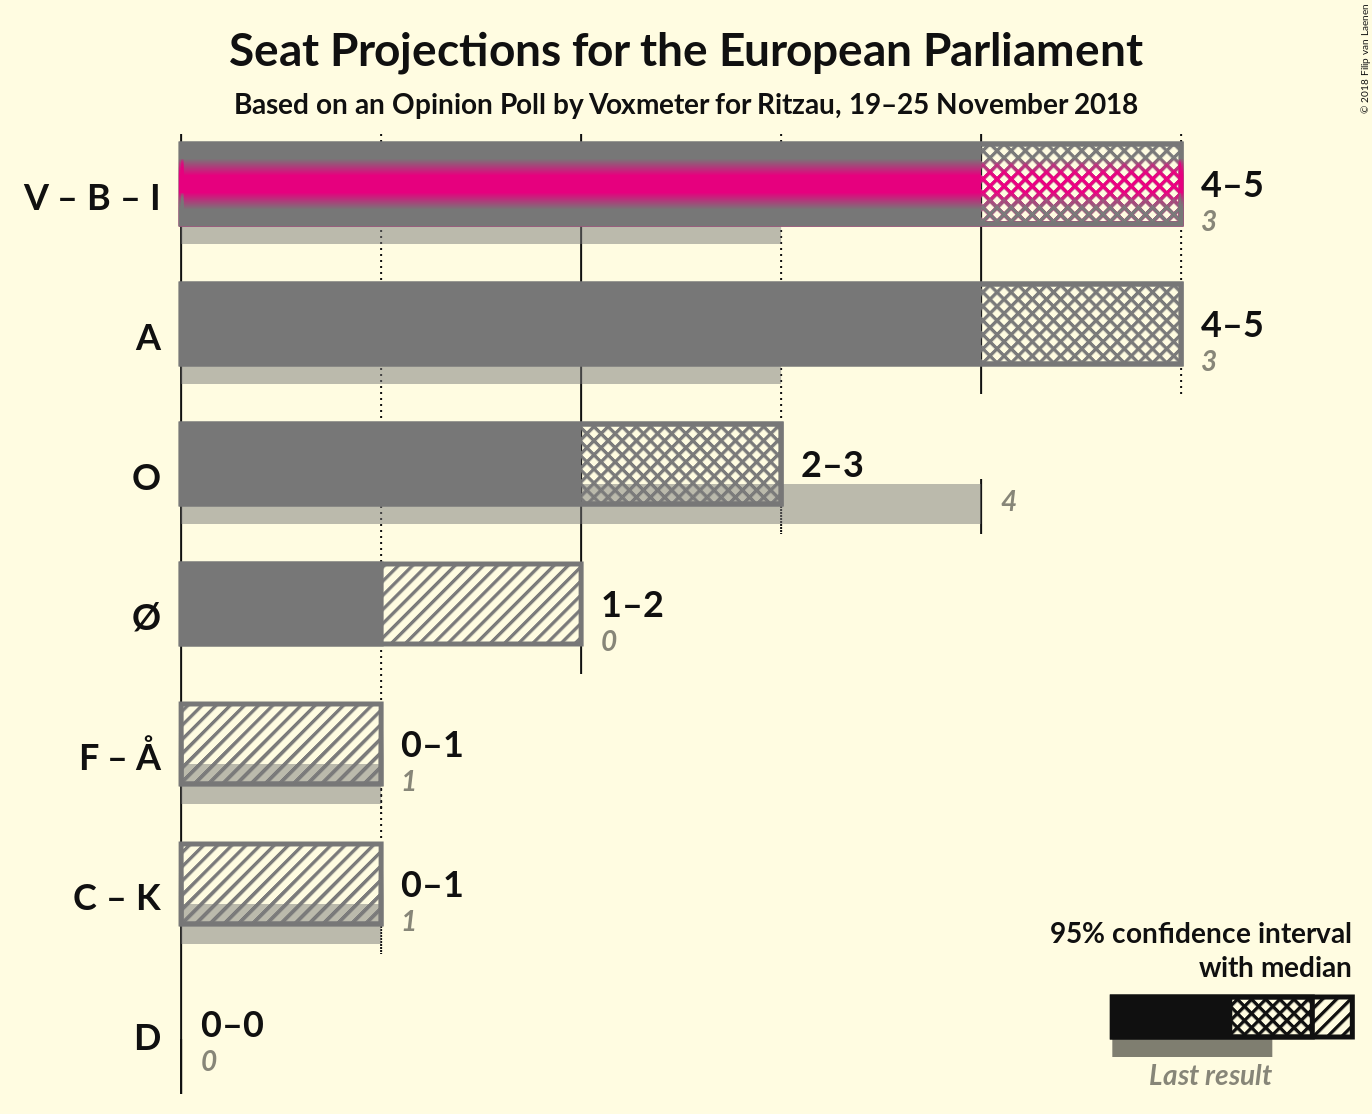 Seat Projections for the European Parliament
Based on an Opinion Poll by Voxmeter for Ritzau, 19–25 November 2018
© 2018 Filip van Laenen
V – B – I
4–5
3
A
4–5
3
O
2–3
4
Ø
1–2
0
F – Å
0–1
1
C – K
0–1
1
D
0–0
0
95% confidence interval
with median
Last result